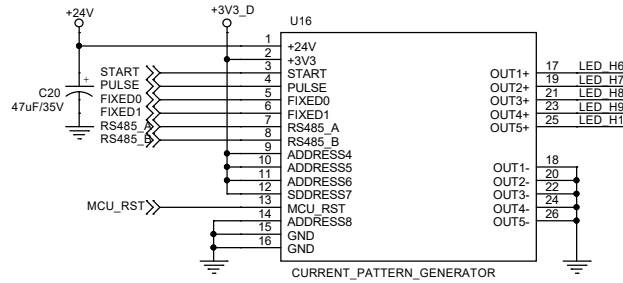 +24V
+3V3_D
U16
1 +24V
2 +3V3
START 3 START
PULSE 4 PULSE
FIXED0 5 FIXED0
FIXED1 6 FIXED1
RS485_A 7 RS485_A
RS485_B 8 RS485_B
9 ADDRESS4
10 ADDRESS5
11 ADDRESS6
12 SDDRESS7
MCU_RST 13 MCU_RST
14 ADDRESS8
15 GND
16 GND
C20
+
47uF/35V
OUT1+ 17 LED_H6
OUT2+ 19 LED_H7
OUT3+ 21 LED_H8
OUT4+ 23 LED_H9
OUT5+ 25 LED_H1
OUT1- 18
OUT2- 20
OUT3- 22
OUT4- 24
OUT5- 26
CURRENT_PATTERN_GENERATOR